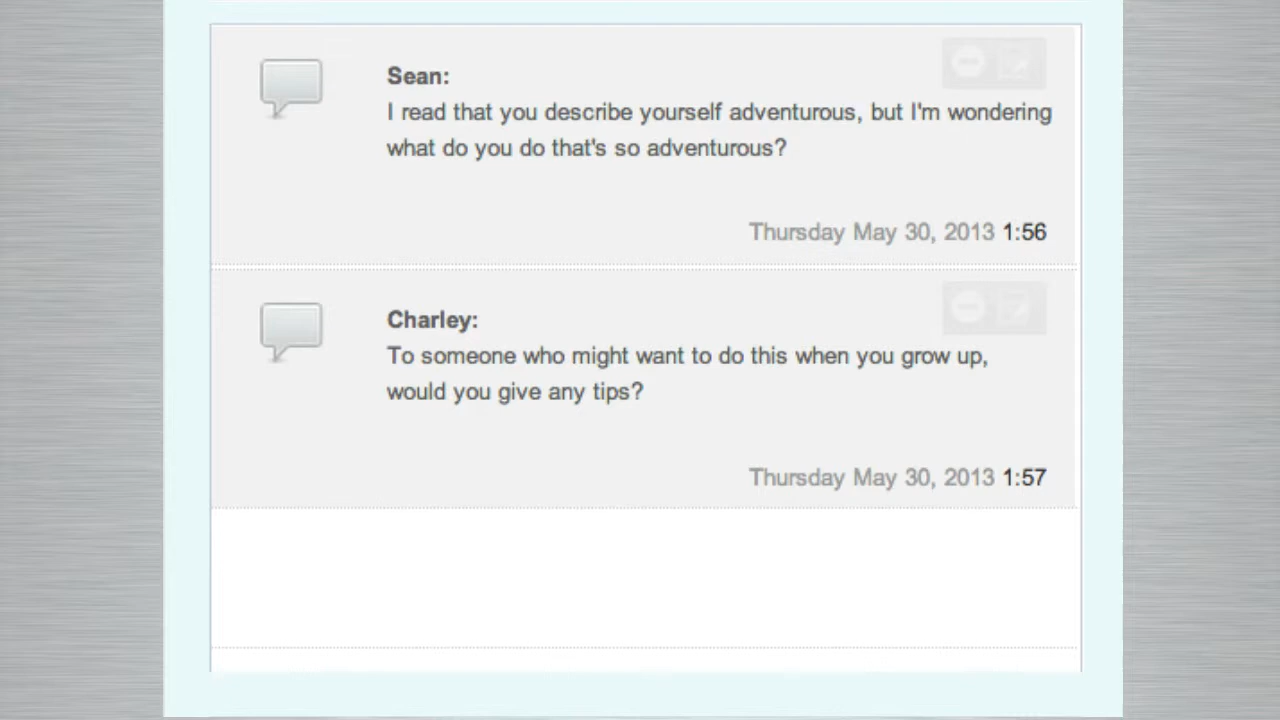 Sean:
I read that you describe yourself adventurous, but I'm wondering
what do you do that's so adventurous?
Thursday May 30, 2013 1:56
Charley:
To someone who might want to do this when you grow up,
would you give any tips?
Thursday May 30, 2013 1:57